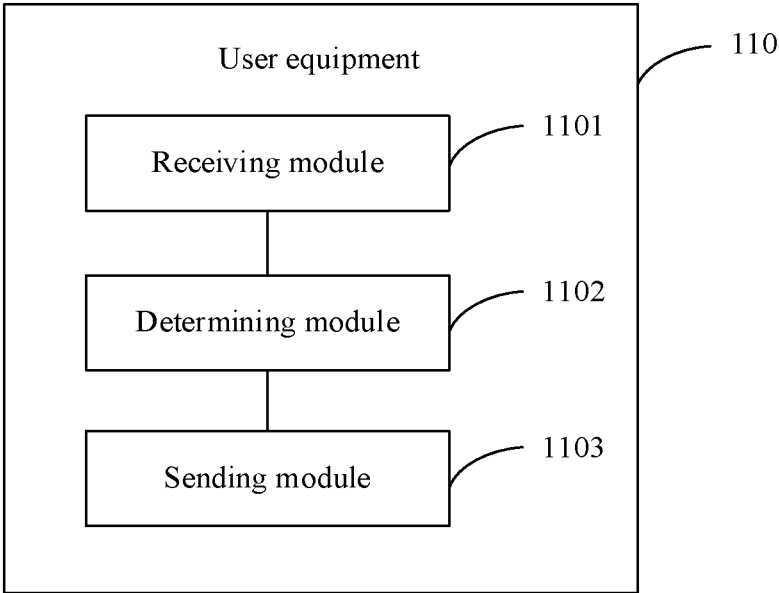 User equipment
110
Receiving module
1101
Determining module
1102
Sending module
1103